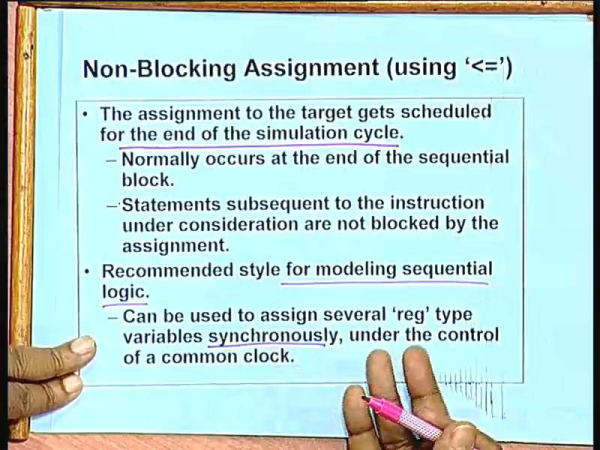 Non-Blocking Assignment (using ‘<=’)
• The assignment to the target gets scheduled
for the end of the simulation cycle.
– Normally occurs at the end of the sequential
block.
– Statements subsequent to the instruction
under consideration are not blocked by the
assignment.
• Recommended style for modeling sequential
logic.
– Can be used to assign several ‘reg’ type
variables synchronously, under the control
of a common clock.